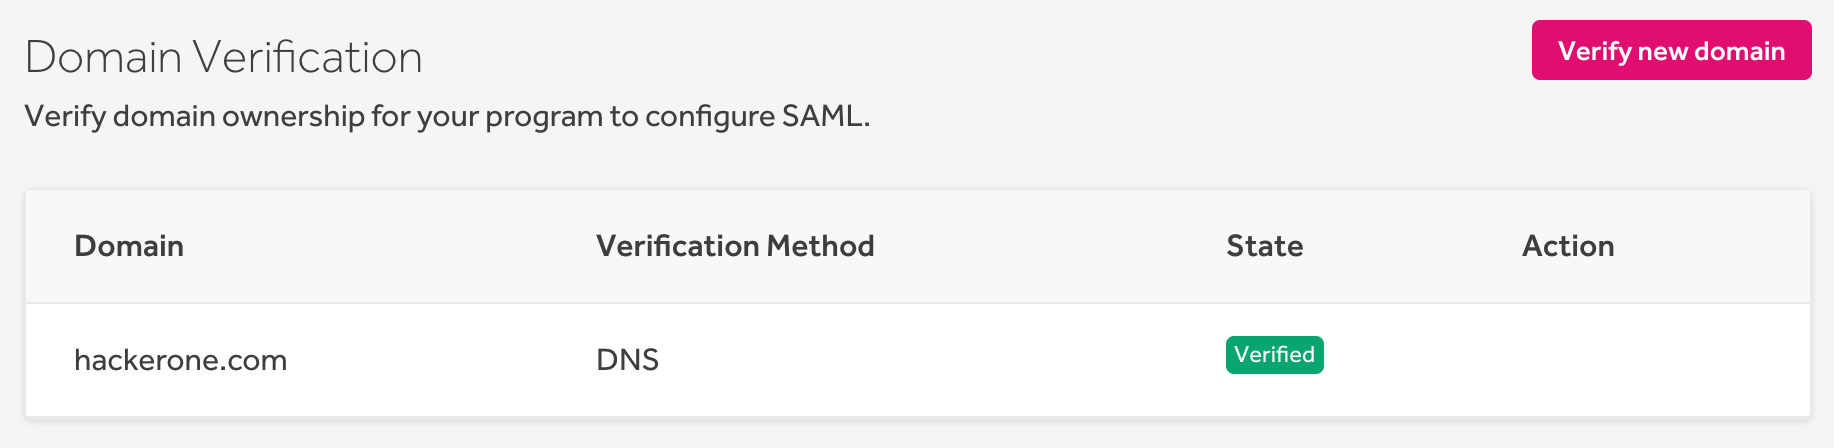 Domain Verification
Verify new domain
Verify domain ownership for your program to configure SAML.
Domain Verification Method State Action
hackerone.com DNS Verified